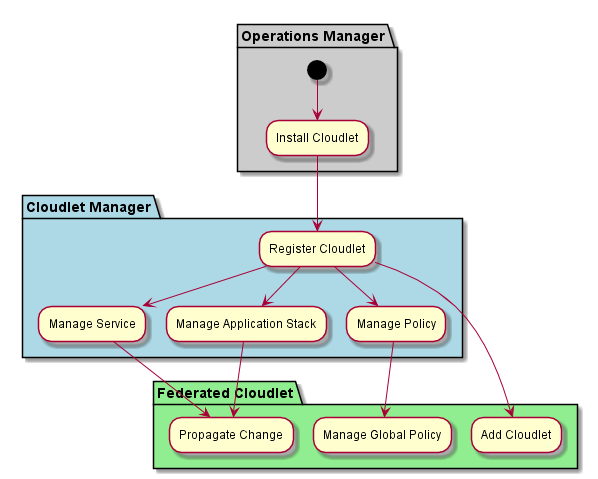 Operations Manager
Install Cloudlet
Cloudlet Manager
Register Cloudlet
Manage Service
Manage Application Stack
Manage Policy
Federated Cloudlet
Propagate Change
Manage Global Policy
Add Cloudlet